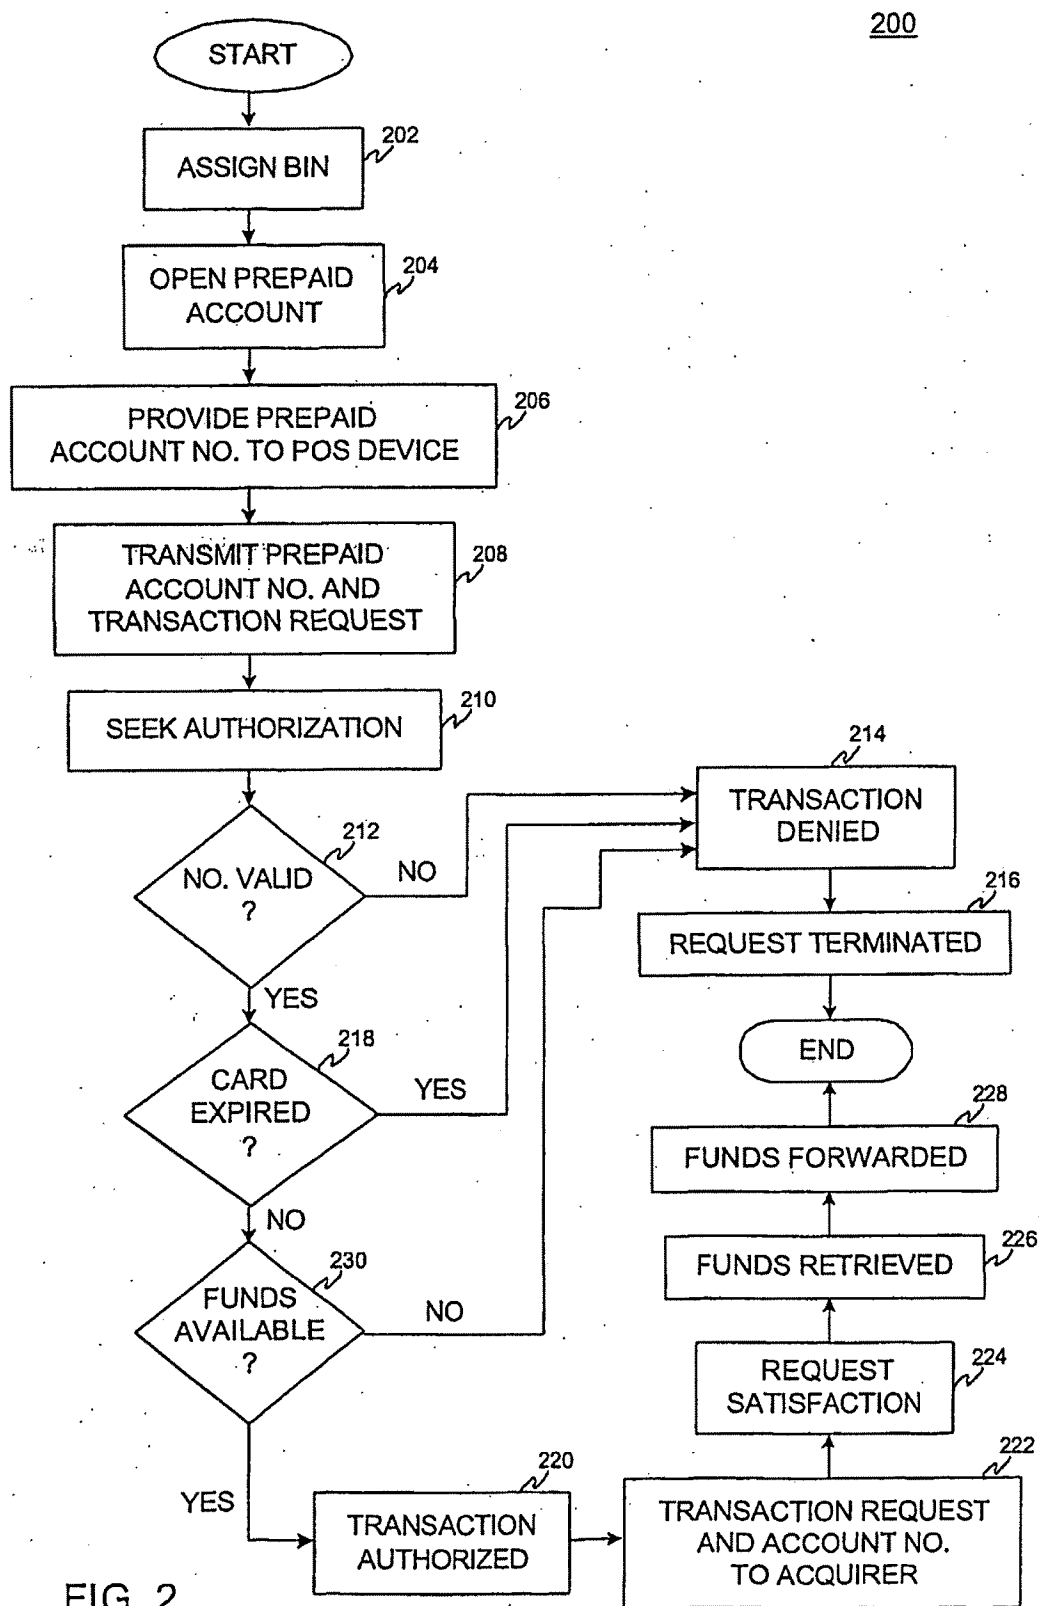 200
START
202
ASSIGN BIN
204
OPEN PREPAID
ACCOUNT
206
PROVIDE PREPAID
ACCOUNT NO. TO POS DEVICE
208
TRANSMIT PREPAID
ACCOUNT NO. AND
TRANSACTION REQUEST
210
SEEK AUTHORIZATION
212
NO. VALID
?
NO
YES
214
TRANSACTION
DENIED
216
REQUEST TERMINATED
END
218
CARD
EXPIRED
?
YES
NO
230
FUNDS
AVAILABLE
?
NO
YES
220
TRANSACTION
AUTHORIZED
222
TRANSACTION REQUEST
AND ACCOUNT NO.
TO ACQUIRER
224
REQUEST
SATISFACTION
226
FUNDS RETRIEVED
228
FUNDS FORWARDED
FIG. 2